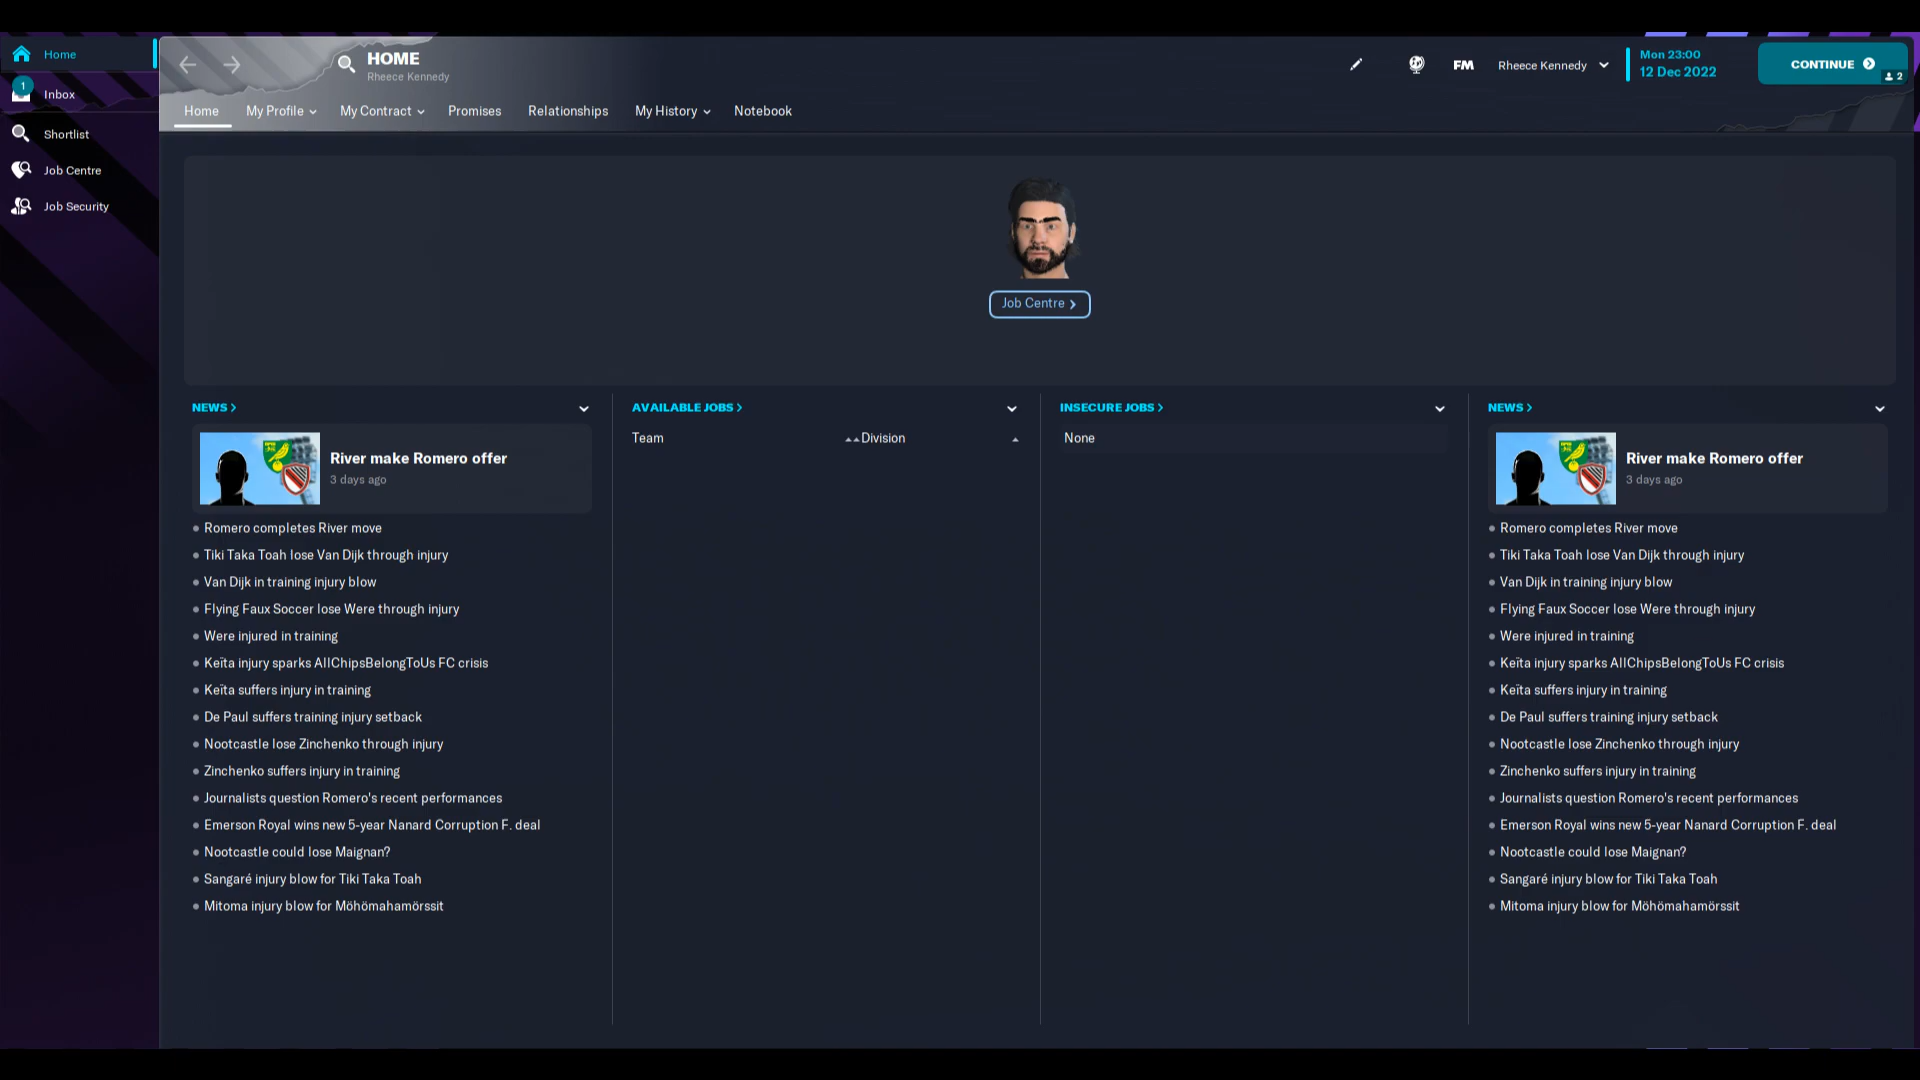 Home
1
Inbox
Shortlist
Job Centre
Job Security
HOME
Rheece Kennedy
FM
Rheece Kennedy
Mon 23:00
12 Dec 2022
CONTINUE
2
Home
My Profile
My Contract
Promises
Relationships
My History
Notebook
Job Centre
NEWS
River make Romero offer
3 days ago
Romero completes River move
Tiki Taka Toah lose Van Dijk through injury
Van Dijk in training injury blow
Flying Faux Soccer lose Were through injury
Were injured in training
Keïta injury sparks AllChipsBelongToUs FC crisis
Keïta suffers injury in training
De Paul suffers training injury setback
Nootcastle lose Zinchenko through injury
Zinchenko suffers injury in training
Journalists question Romero's recent performances
Emerson Royal wins new 5-year Nanard Corruption F. deal
Nootcastle could lose Maignan?
Sangaré injury blow for Tiki Taka Toah
Mitoma injury blow for Möhömahamörssit
AVAILABLE JOBS
Team
Division
INSECURE JOBS
None
NEWS
River make Romero offer
3 days ago
Romero completes River move
Tiki Taka Toah lose Van Dijk through injury
Van Dijk in training injury blow
Flying Faux Soccer lose Were through injury
Were injured in training
Keïta injury sparks AllChipsBelongToUs FC crisis
Keïta suffers injury in training
De Paul suffers training injury setback
Nootcastle lose Zinchenko through injury
Zinchenko suffers injury in training
Journalists question Romero's recent performances
Emerson Royal wins new 5-year Nanard Corruption F. deal
Nootcastle could lose Maignan?
Sangaré injury blow for Tiki Taka Toah
Mitoma injury blow for Möhömahamörssit